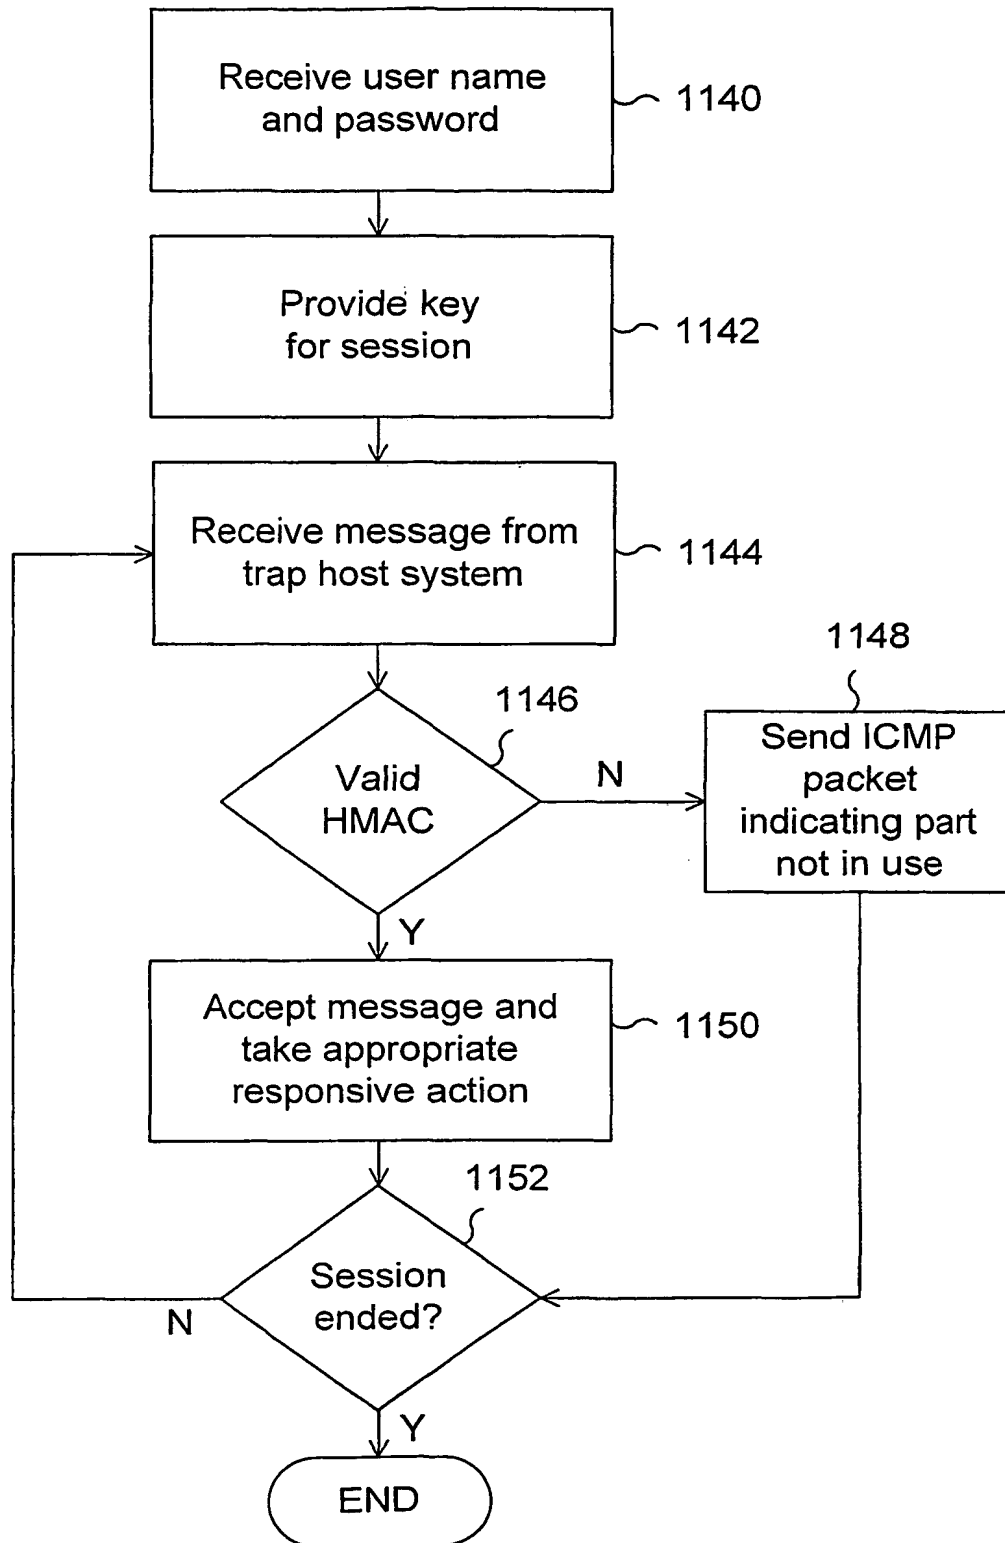 Receive user name
and password
1140
Provide key
for session
1142
Receive message from
trap host system
1144
1146
Valid
HMAC
N
Y
1148
Send ICMP
packet
indicating part
not in use
Accept message and
take appropriate
responsive action
1150
1152
Session
ended?
N
Y
END